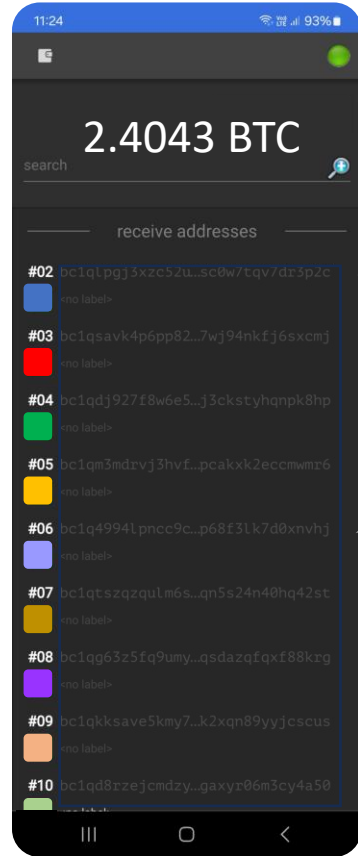 11:24 93%
2.4043 BTC
search
receive addresses
#02 bc1qlpgj3xzc52u…sc0w7tqv7dr3p2c
<no label>
#03 bc1qsavk4p6pp82…7wj94nkfj6sxcmj
<no label>
#04 bc1qdj927f8w6e5…j3ckstyhqnpk8hp
<no label>
#05 bc1qm3mdrvj3hvf…pcakxk2eccmwmr6
<no label>
#06 bc1q4994lpncc9c…p68f3lk7d0xnvhj
<no label>
#07 bc1qtszqzqulm6s…qn5s24n40hq42st
<no label>
#08 bc1qg63z5fq9umy…qsdazqfqxf88krg
<no label>
#09 bc1qkksave5kmy7…k2xqn89yyjcscus
<no label>
#10 bc1qd8rzejcmdzy…gaxyr06m3cy4a50